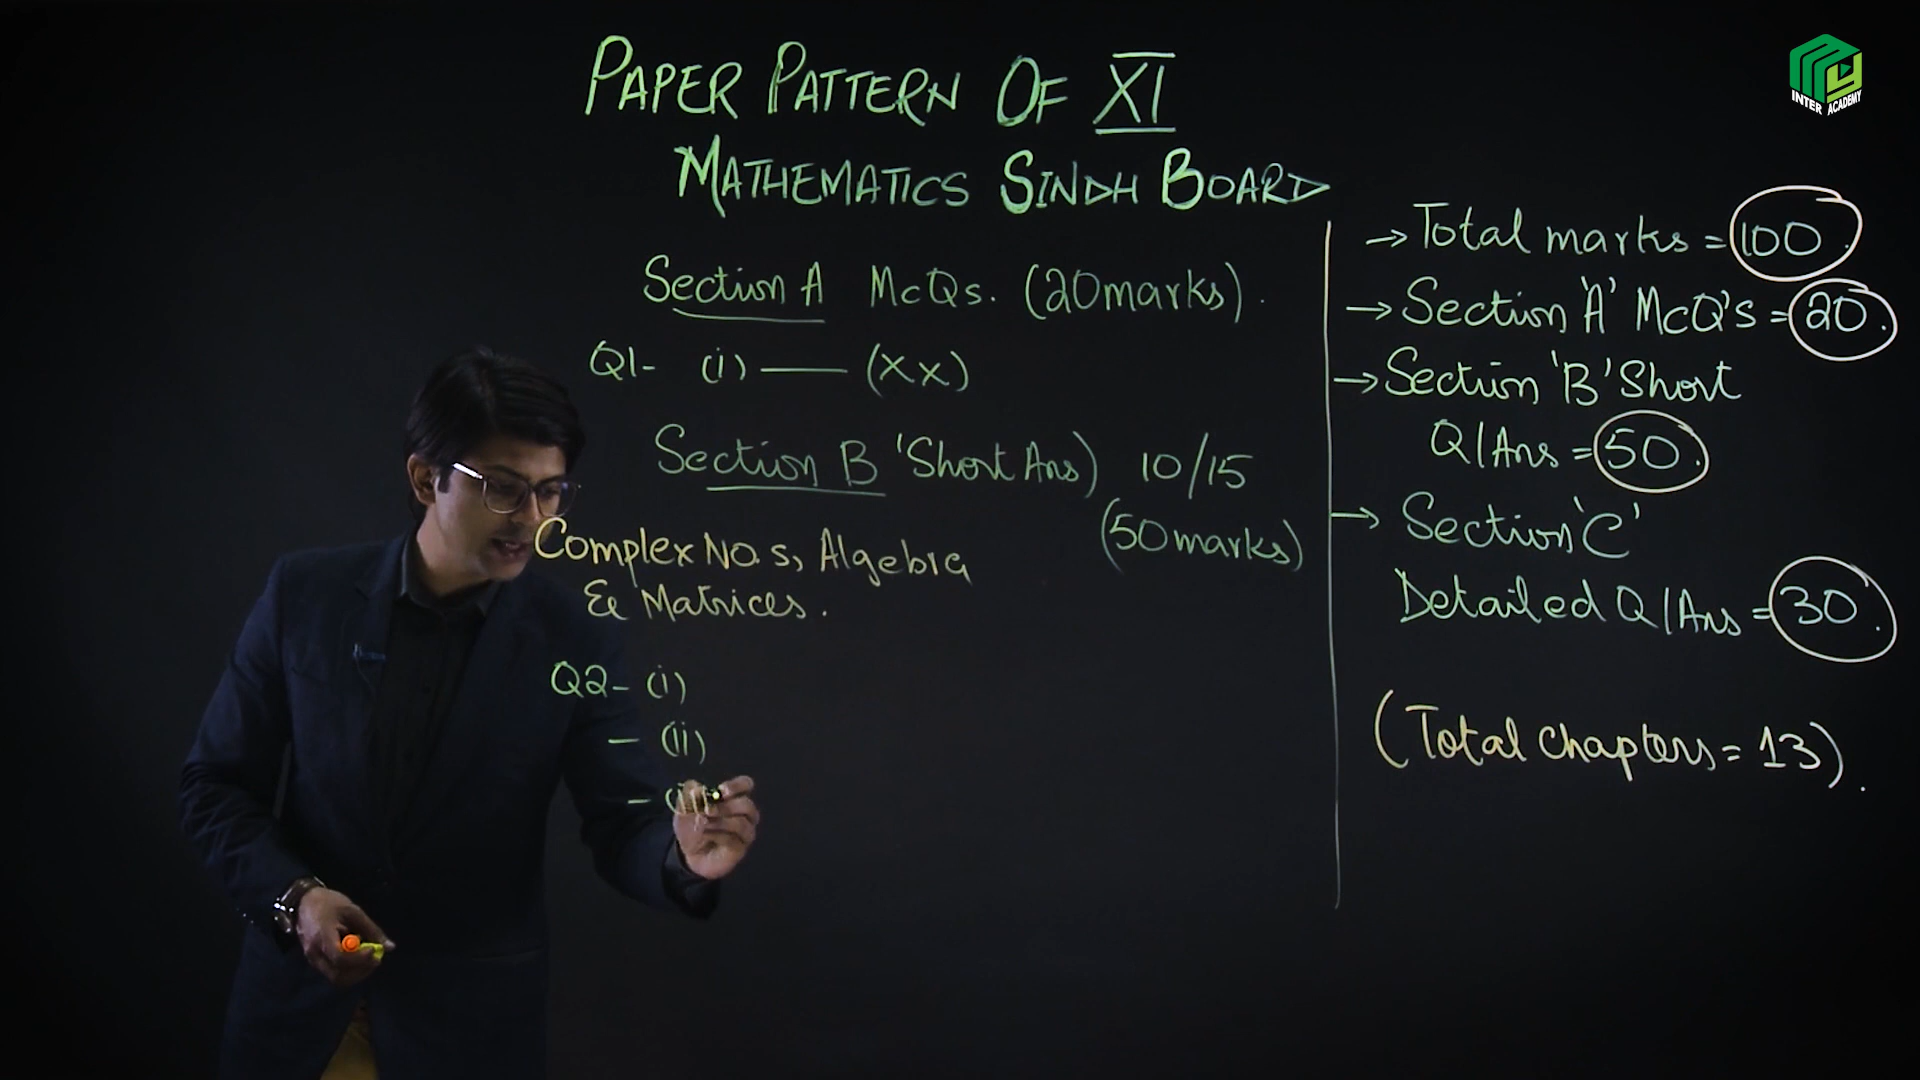 PAPER PATTERN OF XI
MATHEMATICS SINDH BOARD
Section A McQs. (20marks).
Q1- (i) — (xx)
Section B 'Short Ans) 10/15
(50marks)
Complex No.s, Algebra
& Matrices.
Q2- (i)
- (ii)
- (iii
→ Total marks = 100.
→ Section 'A' McQ's = 20.
→ Section 'B' Short
Q/Ans = 50.
→ Section 'C'
Detailed Q/Ans = 30.
(Total chapters = 13).
INTER ACADEMY